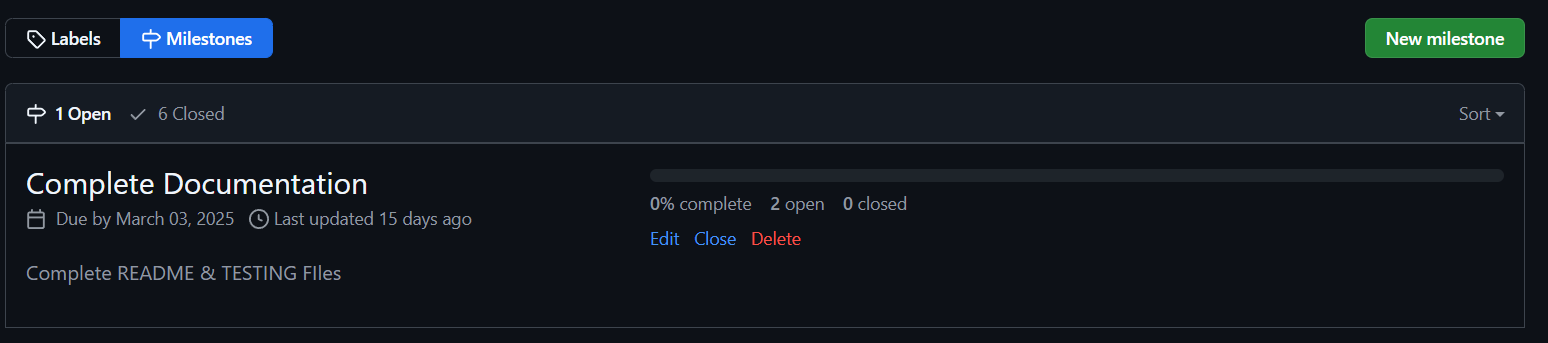 Labels Milestones New milestone
1 Open 6 Closed Sort
Complete Documentation
Due by March 03, 2025 Last updated 15 days ago
Complete README & TESTING FIles
0% complete 2 open 0 closed
Edit Close Delete